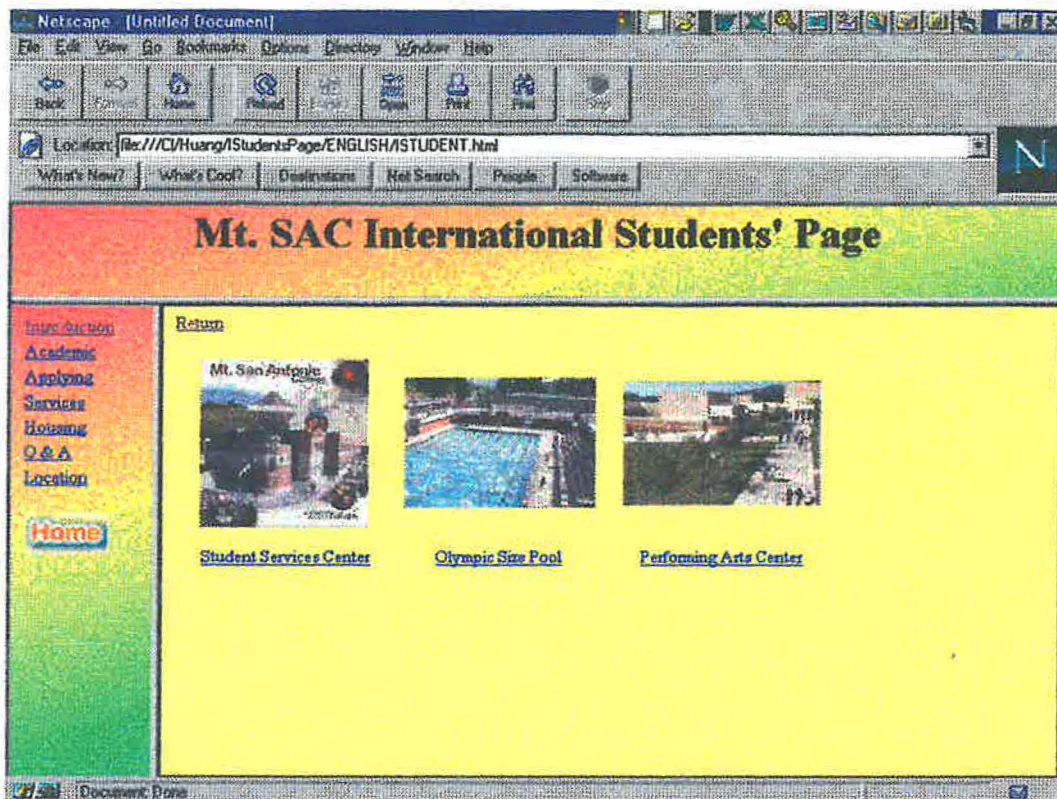 Netscape - [Untitled Document]
File Edit View Go Bookmarks Options Directory Window Help
Back Forward Home Reload Images Open Print Find Stop
Location: file:///C|/Huang/IStudentsPage/ENGLISH/ISTUDENT.html
What's New? What's Cool? Destinations Net Search People Software
N
Mt. SAC International Students' Page
Introduction
Academic
Applying
Services
Housing
Q & A
Location
Home
Return
Mt. San Antonio
Student Services Center
Olympic Size Pool
Performing Arts Center
Document: Done